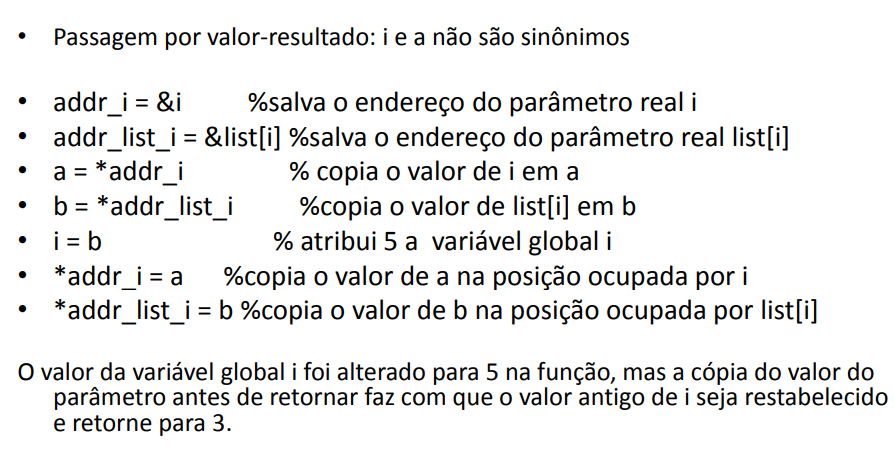 • Passagem por valor-resultado: i e a não são sinônimos
• addr_i = &i %salva o endereço do parâmetro real i
• addr_list_i = &list[i] %salva o endereço do parâmetro real list[i]
• a = *addr_i % copia o valor de i em a
• b = *addr_list_i %copia o valor de list[i] em b
• i = b % atribui 5 a variável global i
• *addr_i = a %copia o valor de a na posição ocupada por i
• *addr_list_i = b %copia o valor de b na posição ocupada por list[i]
O valor da variável global i foi alterado para 5 na função, mas a cópia do valor do
parâmetro antes de retornar faz com que o valor antigo de i seja restabelecido
e retorne para 3.